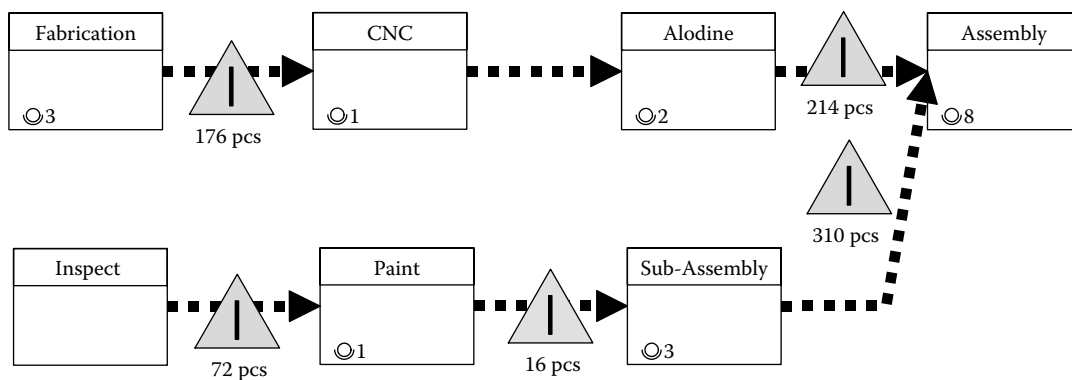 Fabrication
CNC
Alodine
Assembly
3
1
2
8
176 pcs
214 pcs
310 pcs
Inspect
Paint
Sub-Assembly
1
3
72 pcs
16 pcs